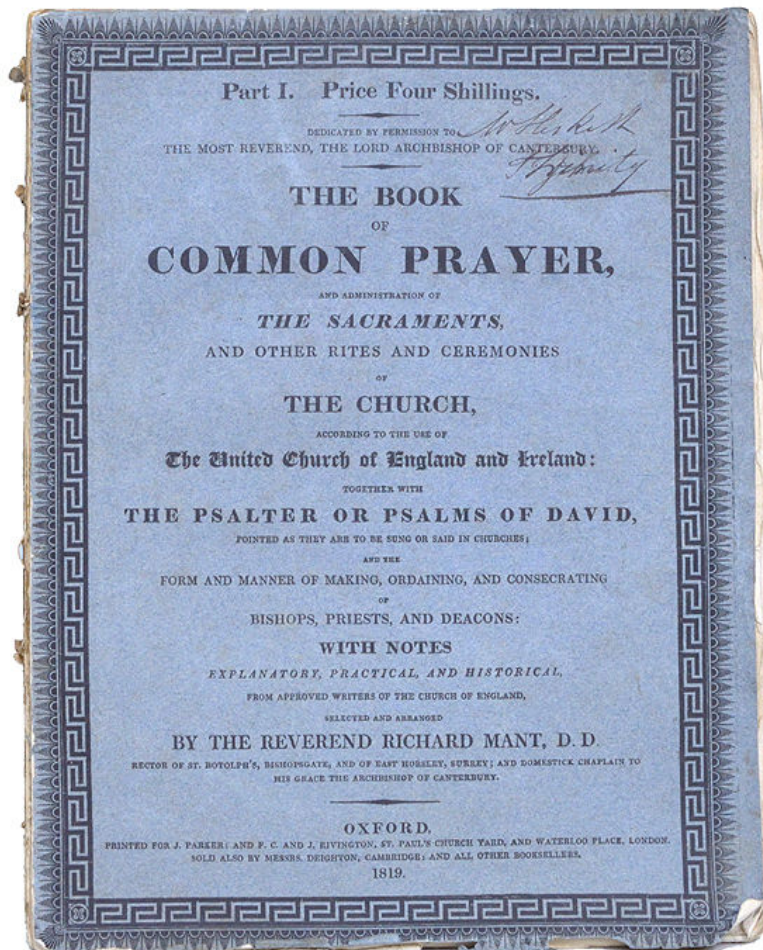 Part I. Price Four Shillings.
DEDICATED BY PERMISSION TO
THE MOST REVEREND, THE LORD ARCHBISHOP OF CANTERBURY.
THE BOOK
OF
COMMON PRAYER,
AND ADMINISTRATION OF
THE SACRAMENTS,
AND OTHER RITES AND CEREMONIES
OF
THE CHURCH,
ACCORDING TO THE USE OF
The United Church of England and Ireland:
TOGETHER WITH
THE PSALTER OR PSALMS OF DAVID,
POINTED AS THEY ARE TO BE SUNG OR SAID IN CHURCHES;
AND THE
FORM AND MANNER OF MAKING, ORDAINING, AND CONSECRATING
OF
BISHOPS, PRIESTS, AND DEACONS:
WITH NOTES
EXPLANATORY, PRACTICAL, AND HISTORICAL,
FROM APPROVED WRITERS OF THE CHURCH OF ENGLAND,
SELECTED AND ARRANGED
BY THE REVEREND RICHARD MANT, D.D.
RECTOR OF ST. BOTOLPH'S, BISHOPSGATE, AND OF EAST HORSLEY, SURREY; AND DOMESTICK CHAPLAIN TO
HIS GRACE THE ARCHBISHOP OF CANTERBURY.
OXFORD,
PRINTED FOR J. PARKER; AND F. C. AND J. RIVINGTON, ST. PAUL'S CHURCH YARD, AND WATERLOO PLACE, LONDON.
SOLD ALSO BY MESSRS. DEIGHTON, CAMBRIDGE; AND ALL OTHER BOOKSELLERS.
1819.